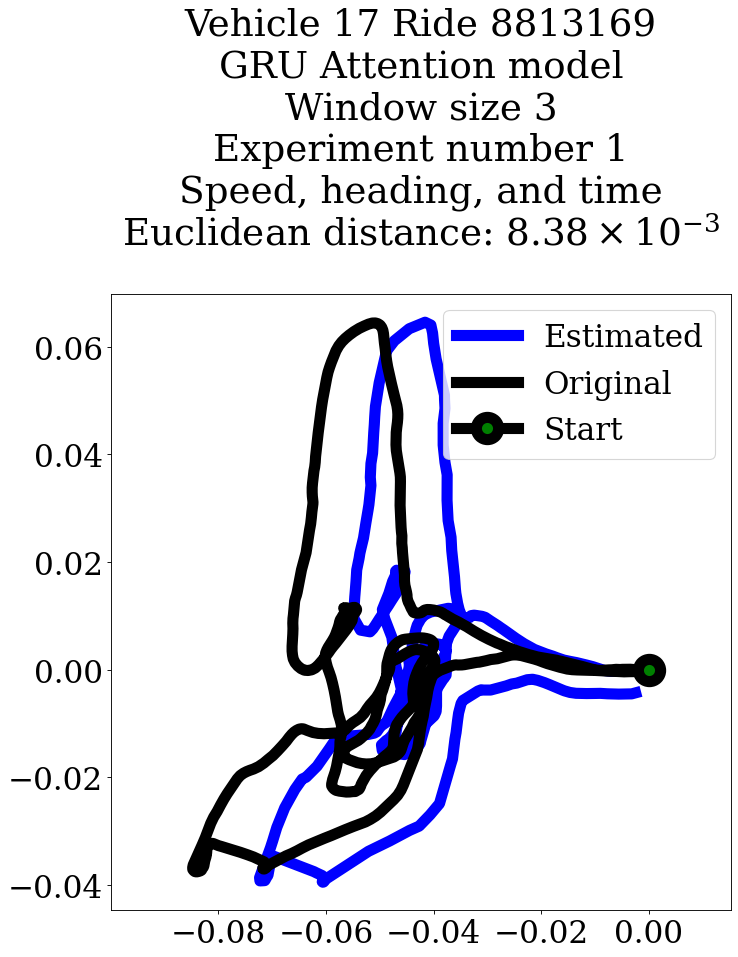 Vehicle 17 Ride 8813169
GRU Attention model
Window size 3
Experiment number 1
Speed, heading, and time
Euclidean distance: 8.38 × 10⁻³
Estimated
Original
Start
0.06
0.04
0.02
0.00
−0.02
−0.04
−0.08 −0.06 −0.04 −0.02 0.00